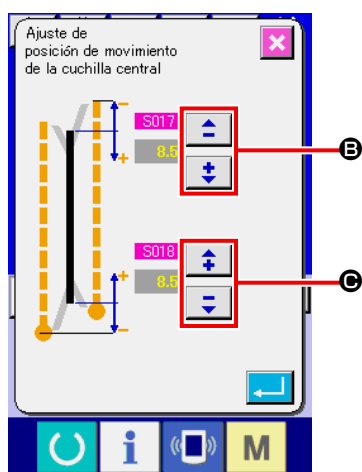 Ajuste de
posición de movimiento
de la cuchilla central
S017
8.5
B
S018
8.5
C
M